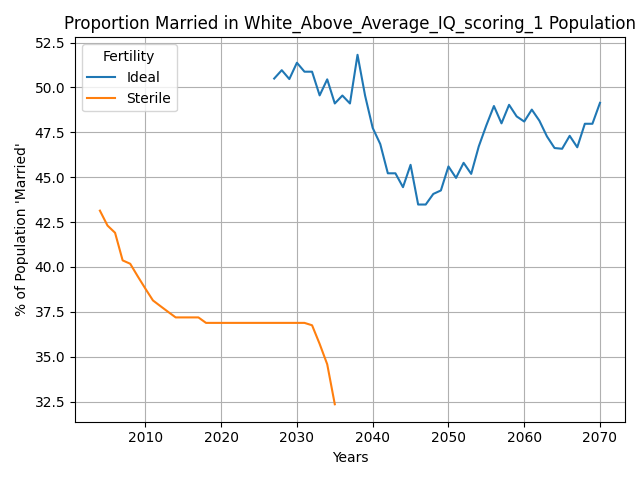 Proportion Married in White_Above_Average_IQ_scoring_1 Population
% of Population 'Married'
52.5
50.0
47.5
45.0
42.5
40.0
37.5
35.0
32.5
Fertility
Ideal
Sterile
2010 2020 2030 2040 2050 2060 2070
Years